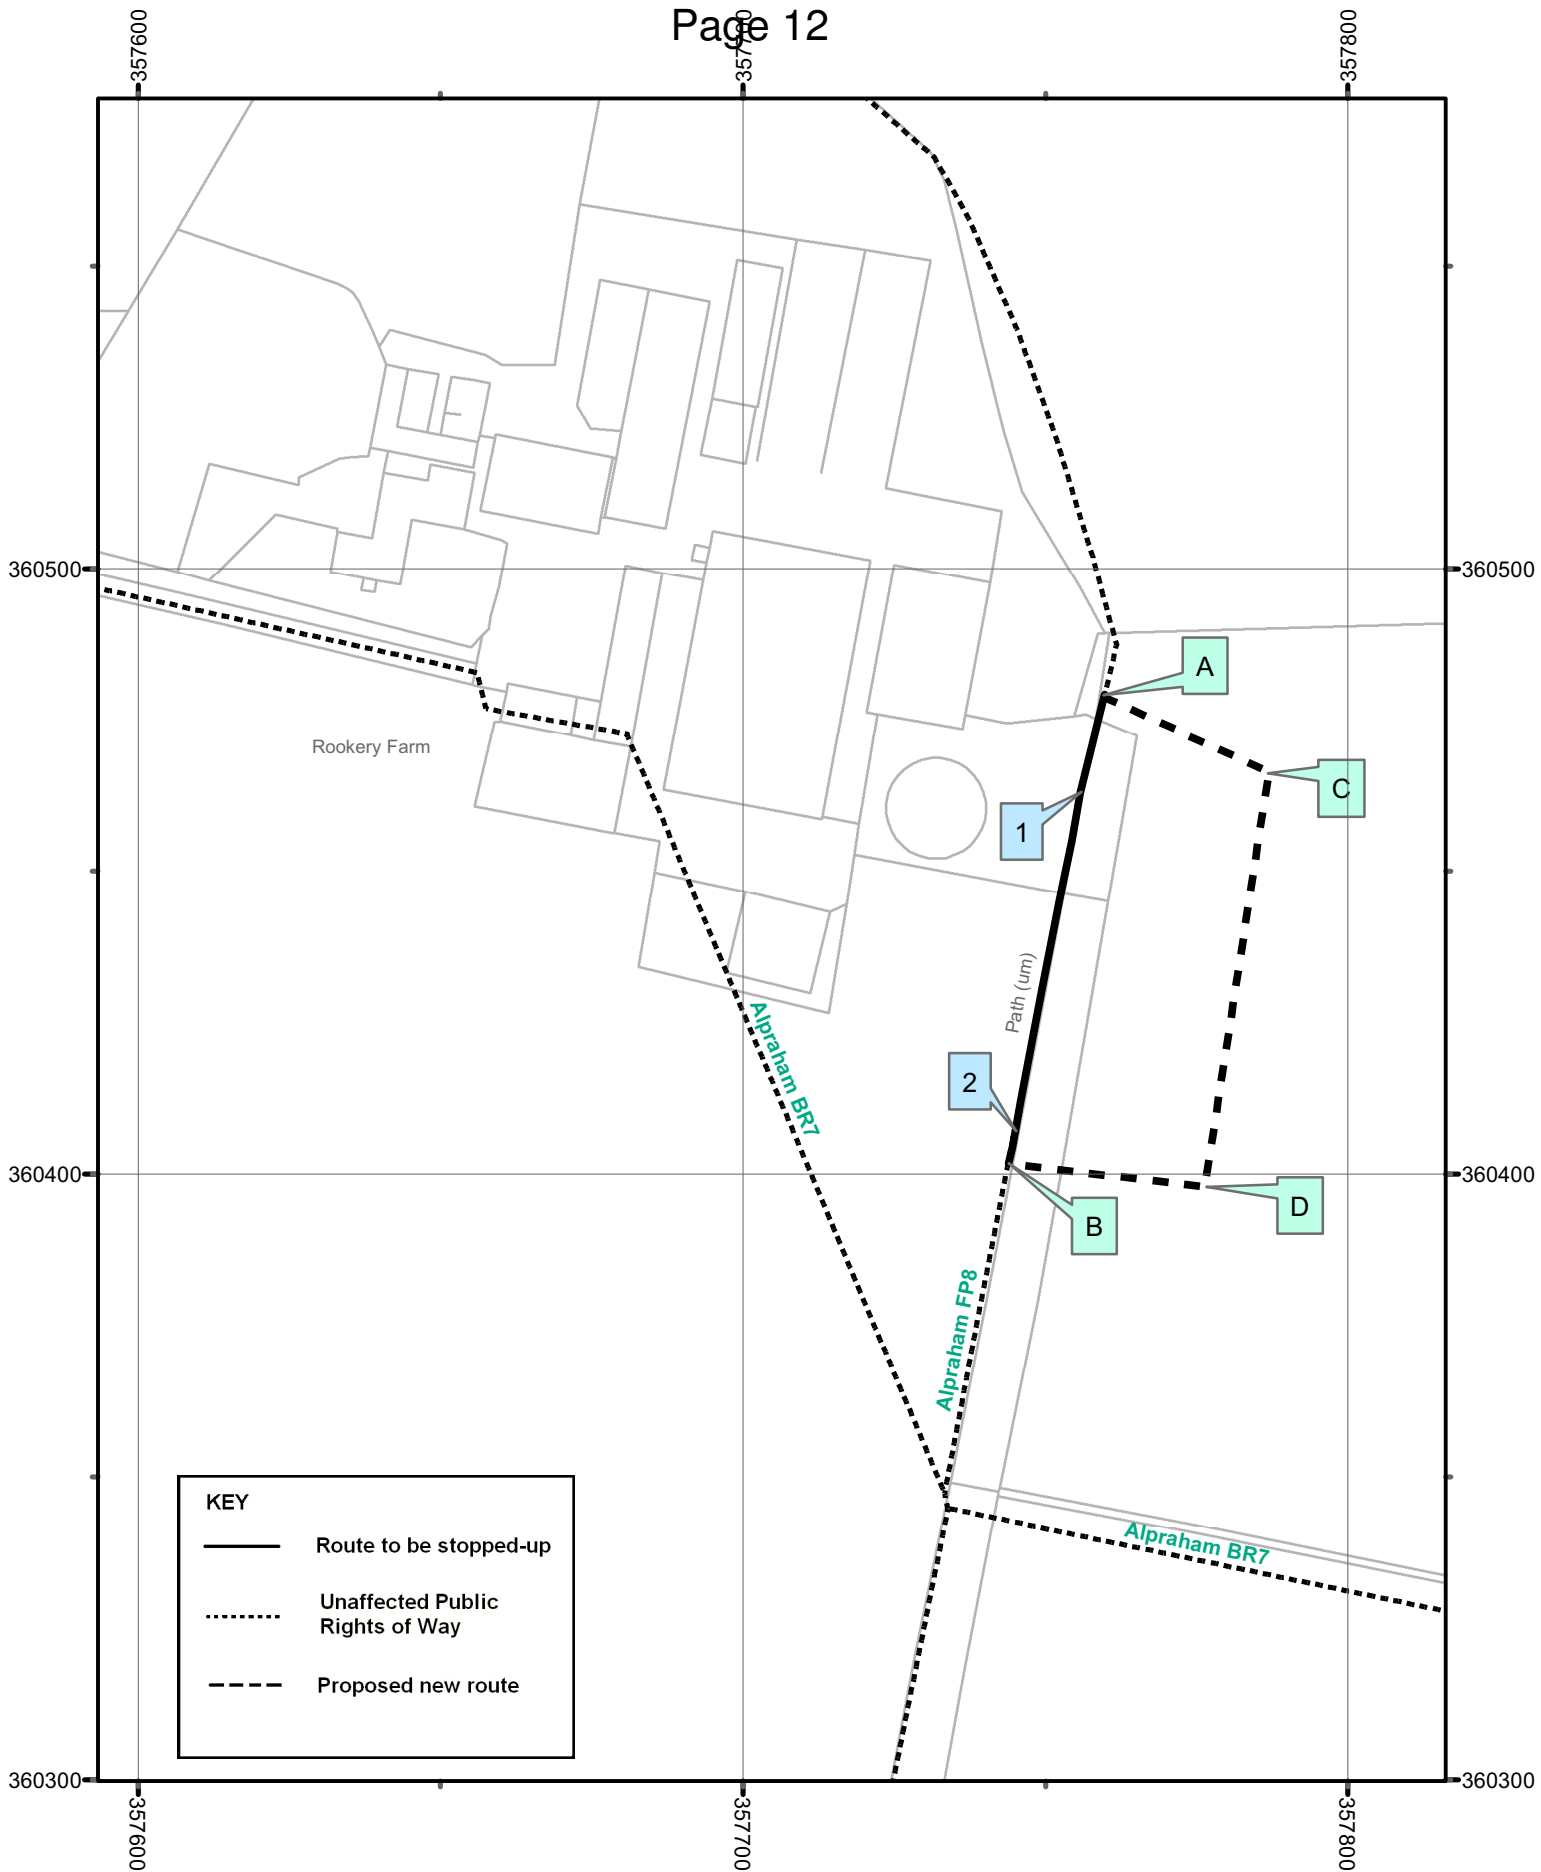 Page 12
357600
357700
357800
360500
360500
A
C
Rookery Farm
1
Path (um)
Alpraham BR7
2
360400
360400
D
B
Alpraham FP8
Alpraham BR7
KEY
Route to be stopped-up
Unaffected Public
Rights of Way
Proposed new route
360300
360300
357600
357700
357800